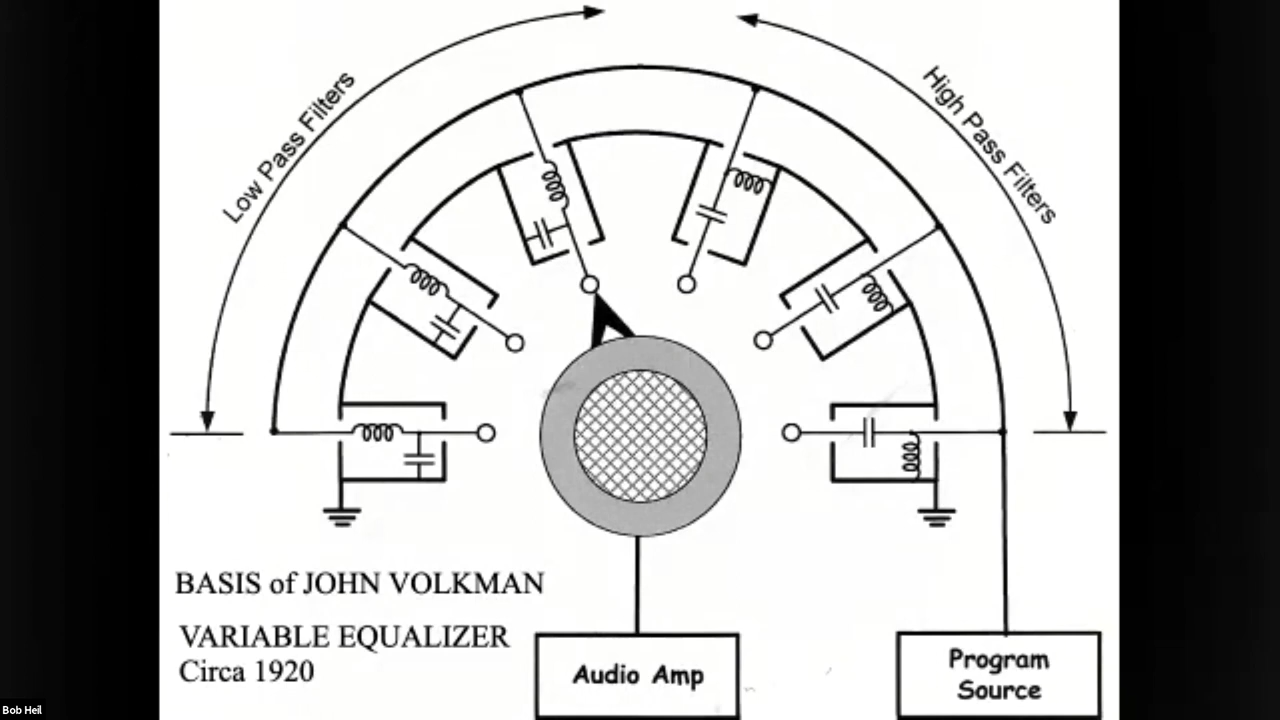 Low Pass Filters
High Pass Filters
BASIS of JOHN VOLKMAN
VARIABLE EQUALIZER
Circa 1920
Audio Amp
Program
Source
Bob Heil